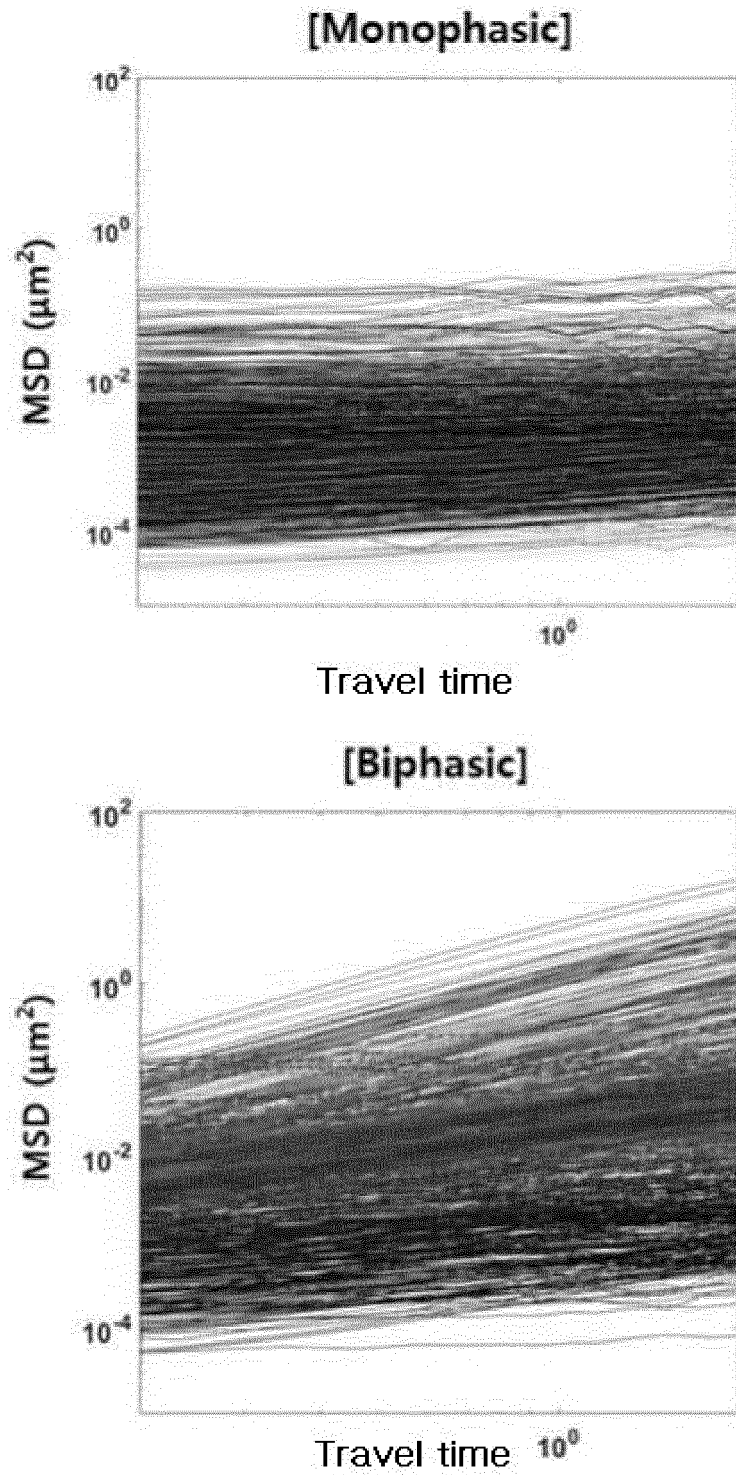 [Monophasic]
10²
10⁰
10⁻²
10⁻⁴
MSD (μm²)
10⁰
Travel time
[Biphasic]
10²
10⁰
10⁻²
10⁻⁴
MSD (μm²)
Travel time 10⁰